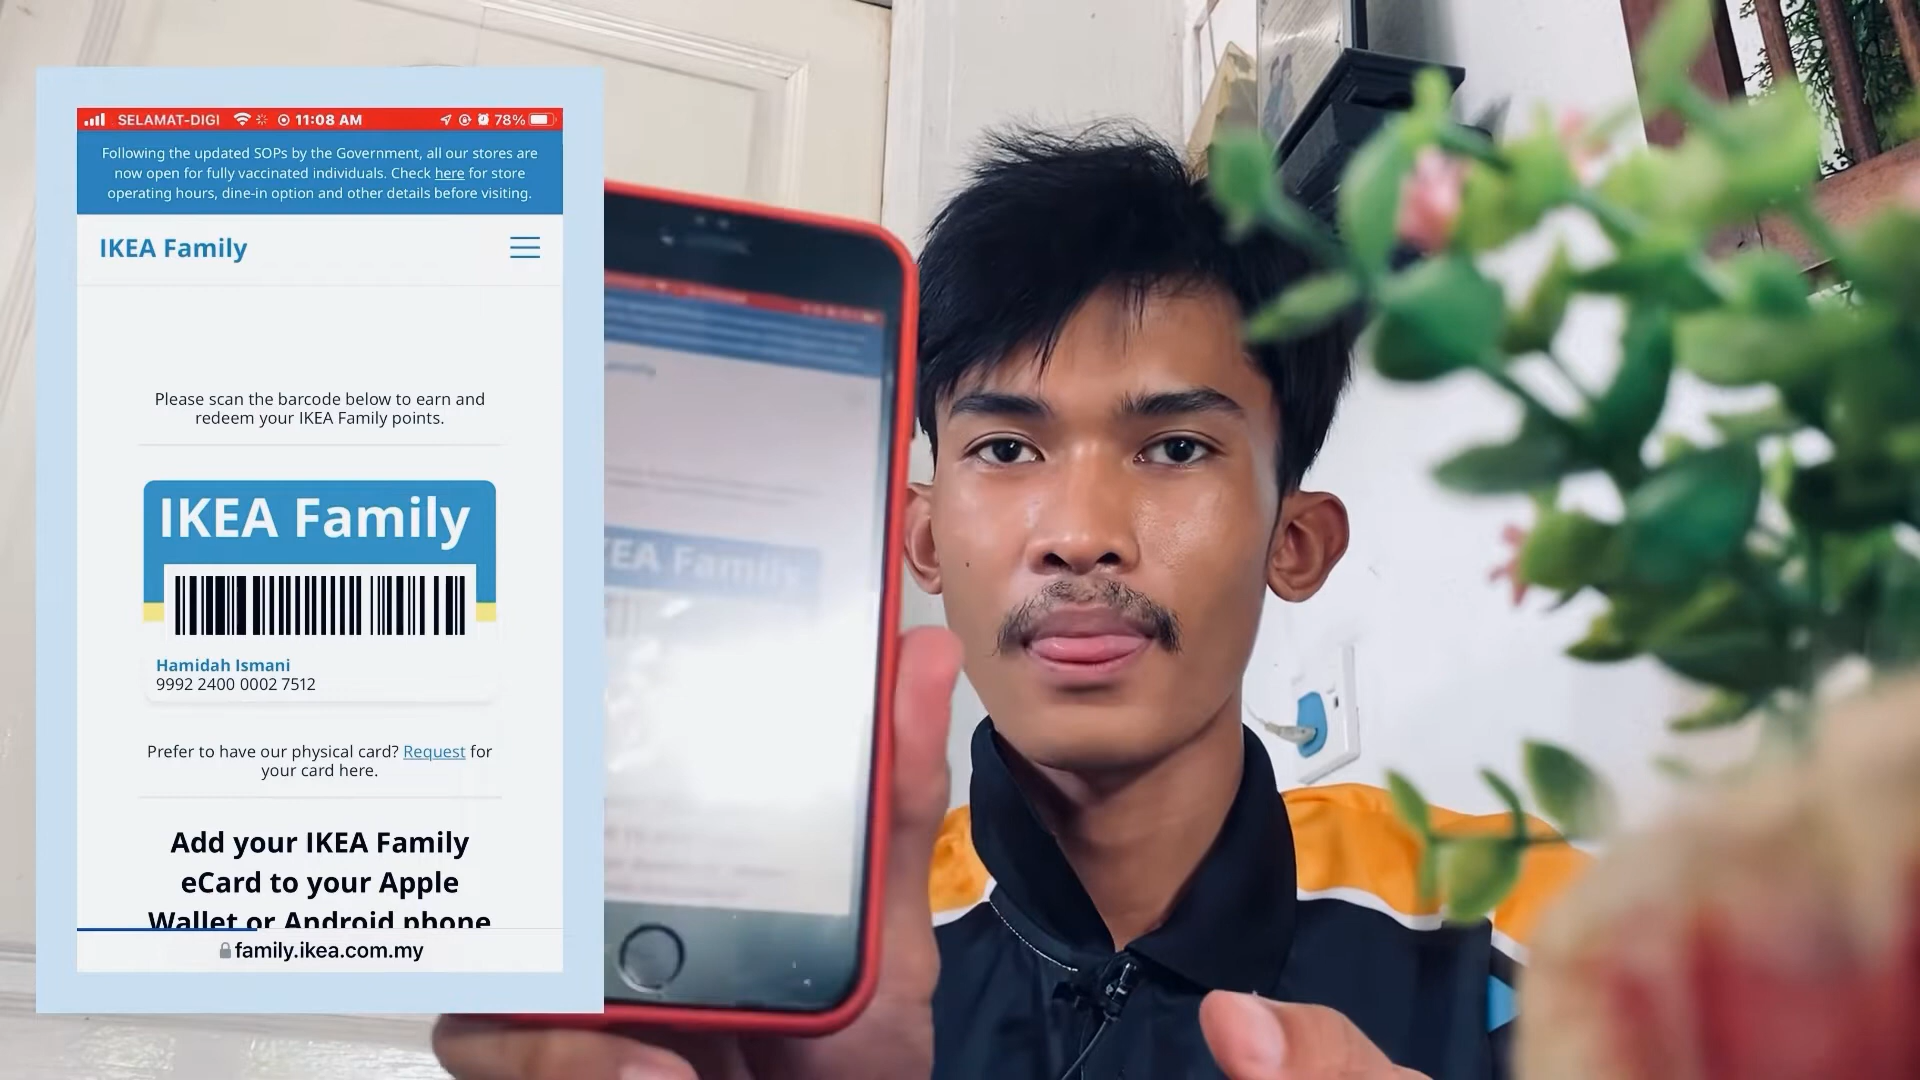 SELAMAT-DIGI 11:08 AM 78%
Following the updated SOPs by the Government, all our stores are
now open for fully vaccinated individuals. Check here for store
operating hours, dine-in option and other details before visiting.
IKEA Family
Please scan the barcode below to earn and
redeem your IKEA Family points.
IKEA Family
Hamidah Ismani
9992 2400 0002 7512
Prefer to have our physical card? Request for
your card here.
Add your IKEA Family
eCard to your Apple
Wallet or Android phone
family.ikea.com.my
EA Family